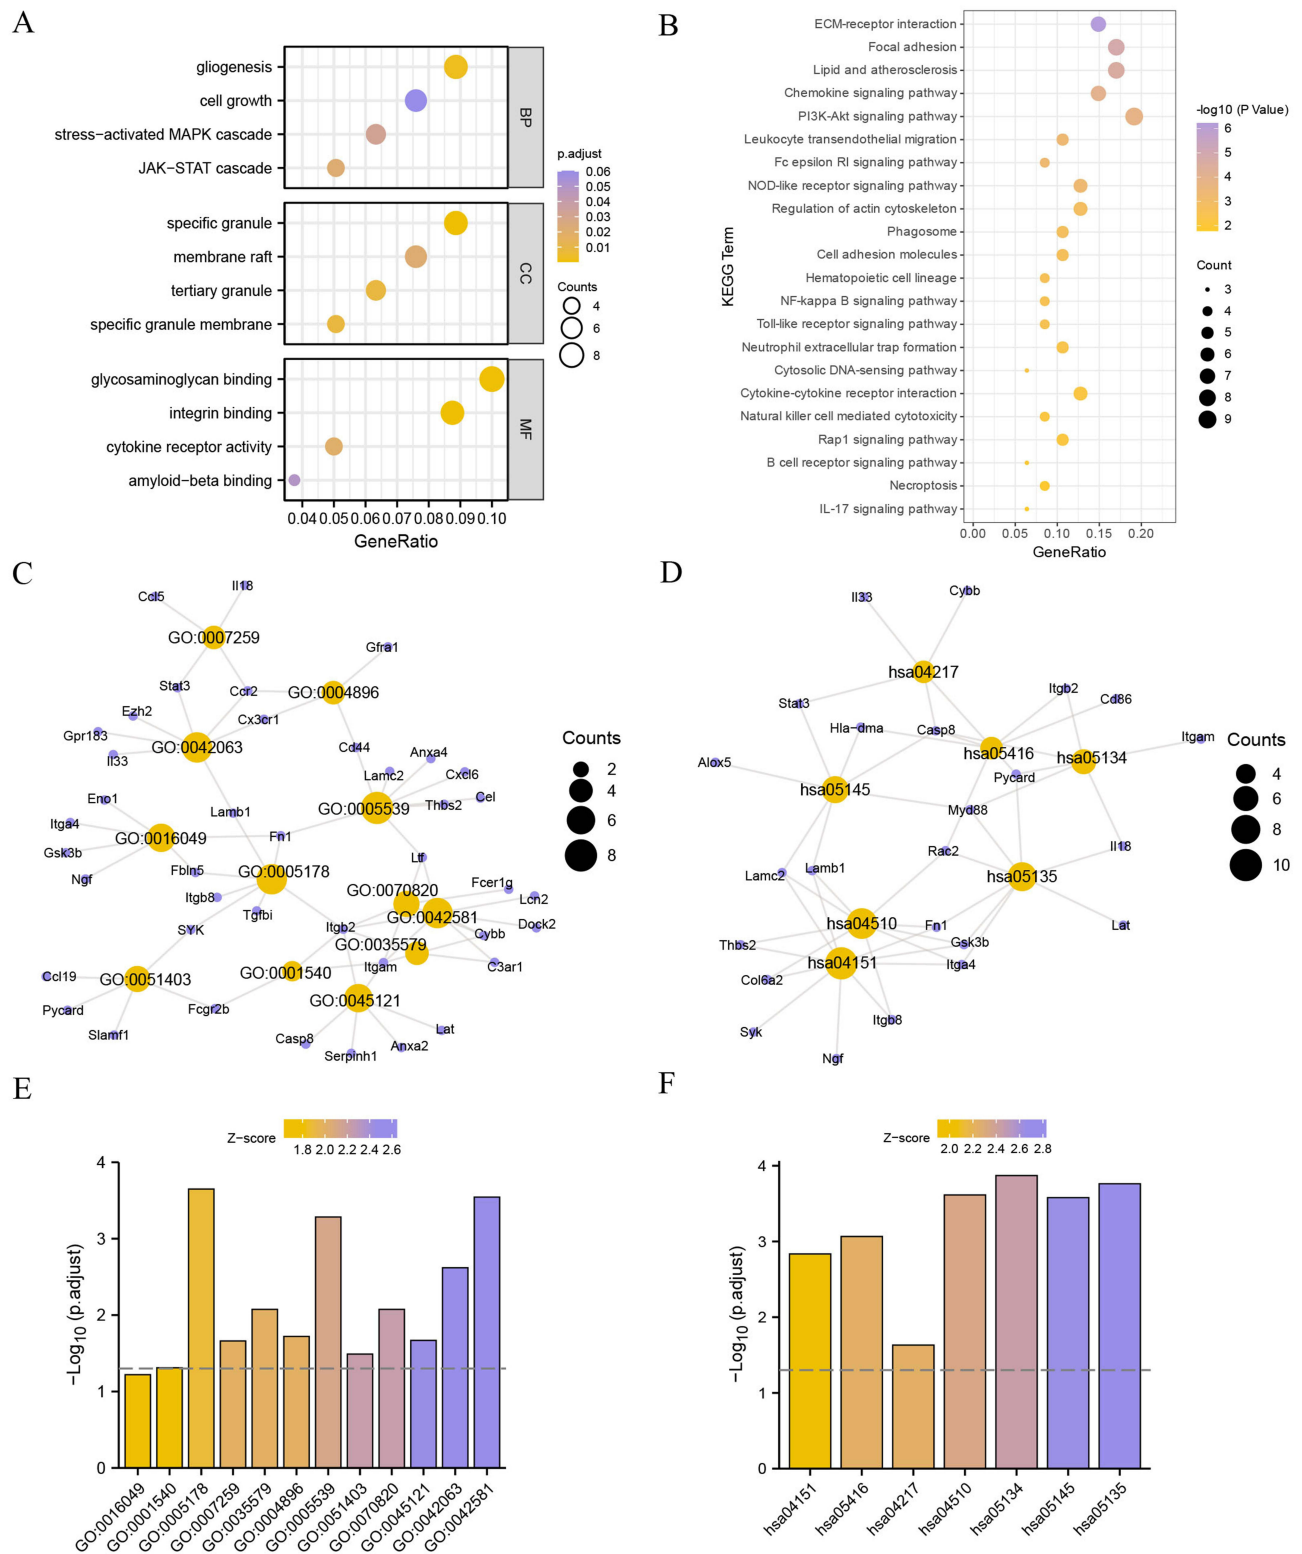 A
gliogenesis
cell growth
stress−activated MAPK cascade
JAK−STAT cascade
BP
specific granule
membrane raft
tertiary granule
specific granule membrane
CC
glycosaminoglycan binding
integrin binding
cytokine receptor activity
amyloid−beta binding
MF
0.04 0.05 0.06 0.07 0.08 0.09 0.10
GeneRatio
p.adjust
0.06
0.05
0.04
0.03
0.02
0.01
Counts
4
6
8
B
KEGG Term
ECM-receptor interaction
Focal adhesion
Lipid and atherosclerosis
Chemokine signaling pathway
PI3K-Akt signaling pathway
Leukocyte transendothelial migration
Fc epsilon RI signaling pathway
NOD-like receptor signaling pathway
Regulation of actin cytoskeleton
Phagosome
Cell adhesion molecules
Hematopoietic cell lineage
NF-kappa B signaling pathway
Toll-like receptor signaling pathway
Neutrophil extracellular trap formation
Cytosolic DNA-sensing pathway
Cytokine-cytokine receptor interaction
Natural killer cell mediated cytotoxicity
Rap1 signaling pathway
B cell receptor signaling pathway
Necroptosis
IL-17 signaling pathway
0.00 0.05 0.10 0.15 0.20
GeneRatio
-log10 (P Value)
6
5
4
3
2
Count
3
4
5
6
7
8
9
C
Il18
Ccl5
GO:0007259
Gfra1
Stat3
Ccr2
GO:0004896
Ezh2
Cx3cr1
Gpr183
GO:0042063
Il33
Cd44
Anxa4
Lamc2
Cxcl6
Eno1
Lamb1
GO:0005539
Thbs2
Cel
Itga4
GO:0016049
Fn1
Gsk3b
Ltf
Ngf
Fbln5
GO:0005178
Itgb8
GO:0070820
Fcer1g
Lcn2
Tgfbi
GO:0042581
Dock2
SYK
Itgb2
Cybb
GO:0035579
Ccl19
GO:0051403
GO:0001540
Itgam
C3ar1
Pycard
Fcgr2b
GO:0045121
Slamf1
Casp8
Lat
Serpinh1
Anxa2
Counts
2
4
6
8
D
Il33
Cybb
hsa04217
Itgb2
Cd86
Stat3
Hla−dma
Casp8
Itgam
Alox5
hsa05416
hsa05134
Pycard
hsa05145
Myd88
Rac2
Il18
Lamc2
Lamb1
hsa05135
hsa04510
Fn1
Lat
Thbs2
Gsk3b
hsa04151
Itga4
Col6a2
Syk
Itgb8
Ngf
Counts
4
6
8
10
E
Z−score
1.8 2.0 2.2 2.4 2.6
−Log10 (p.adjust)
4
3
2
1
0
GO:0016049
GO:0001540
GO:0005178
GO:0007259
GO:0035579
GO:0004896
GO:0005539
GO:0051403
GO:0070820
GO:0045121
GO:0042063
GO:0042581
F
Z−score
2.0 2.2 2.4 2.6 2.8
−Log10 (p.adjust)
4
3
2
1
0
hsa04151
hsa05416
hsa04217
hsa04510
hsa05134
hsa05145
hsa05135